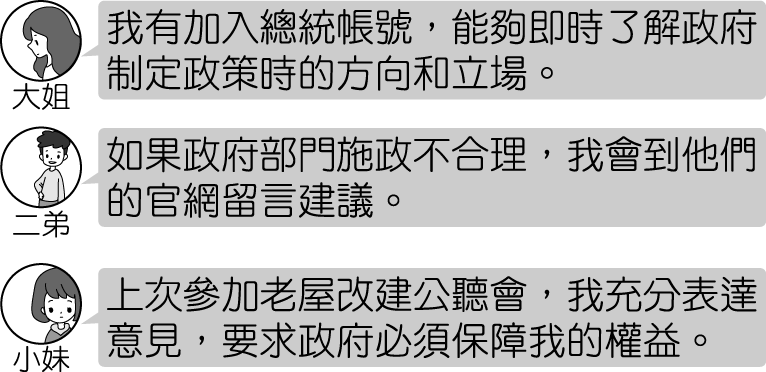 我有加入總統帳號，能夠即時了解政府
制定政策時的方向和立場。
大姐
如果政府部門施政不合理，我會到他們
的官網留言建議。
二弟
上次參加老屋改建公聽會，我充分表達
意見，要求政府必須保障我的權益。
小妹